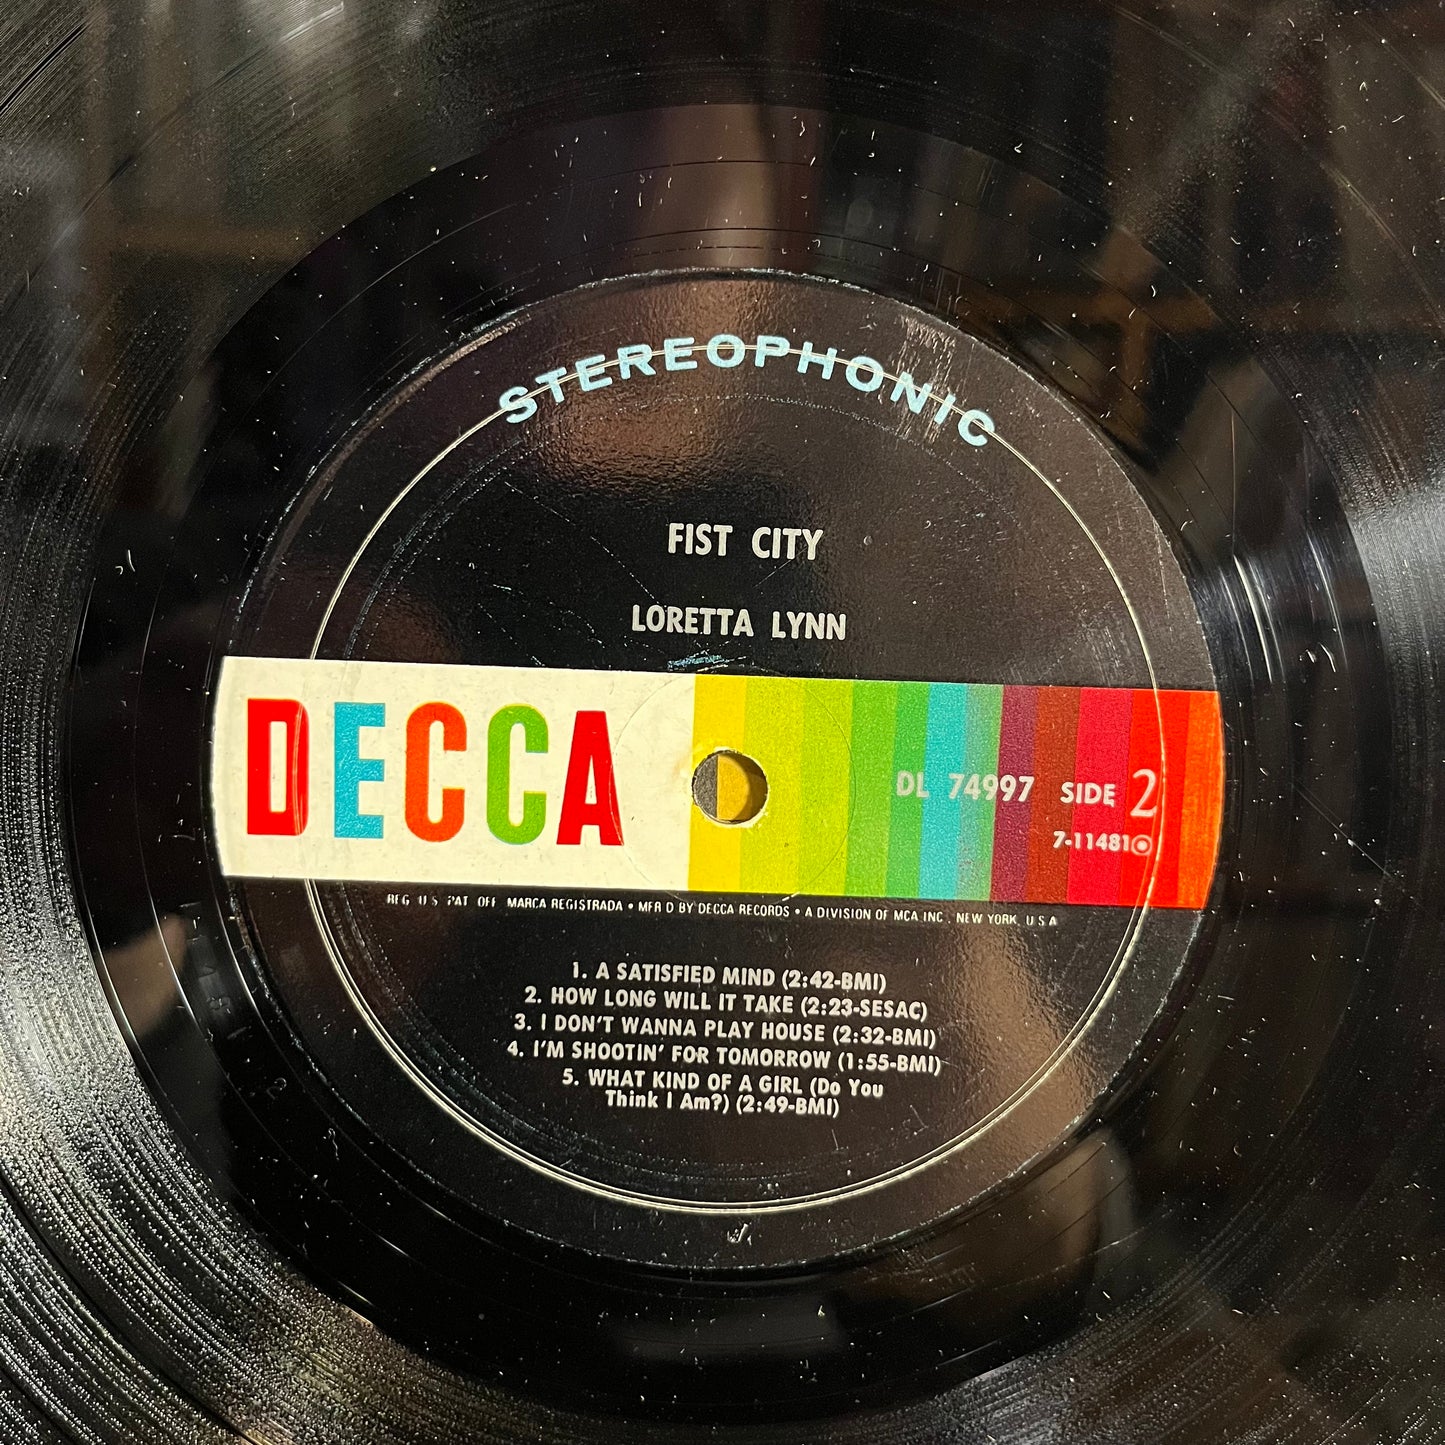 STEREOPHONIC
FIST CITY
LORETTA LYNN
DECCA
DL 74997 SIDE 2
7-11481
REG. U.S. PAT. OFF. MARCA REGISTRADA • MFR'D BY DECCA RECORDS • A DIVISION OF MCA INC., NEW YORK, U.S.A.
1. A SATISFIED MIND (2:42-BMI)
2. HOW LONG WILL IT TAKE (2:23-SESAC)
3. I DON'T WANNA PLAY HOUSE (2:32-BMI)
4. I'M SHOOTIN' FOR TOMORROW (1:55-BMI)
5. WHAT KIND OF A GIRL (Do You
Think I Am?) (2:49-BMI)